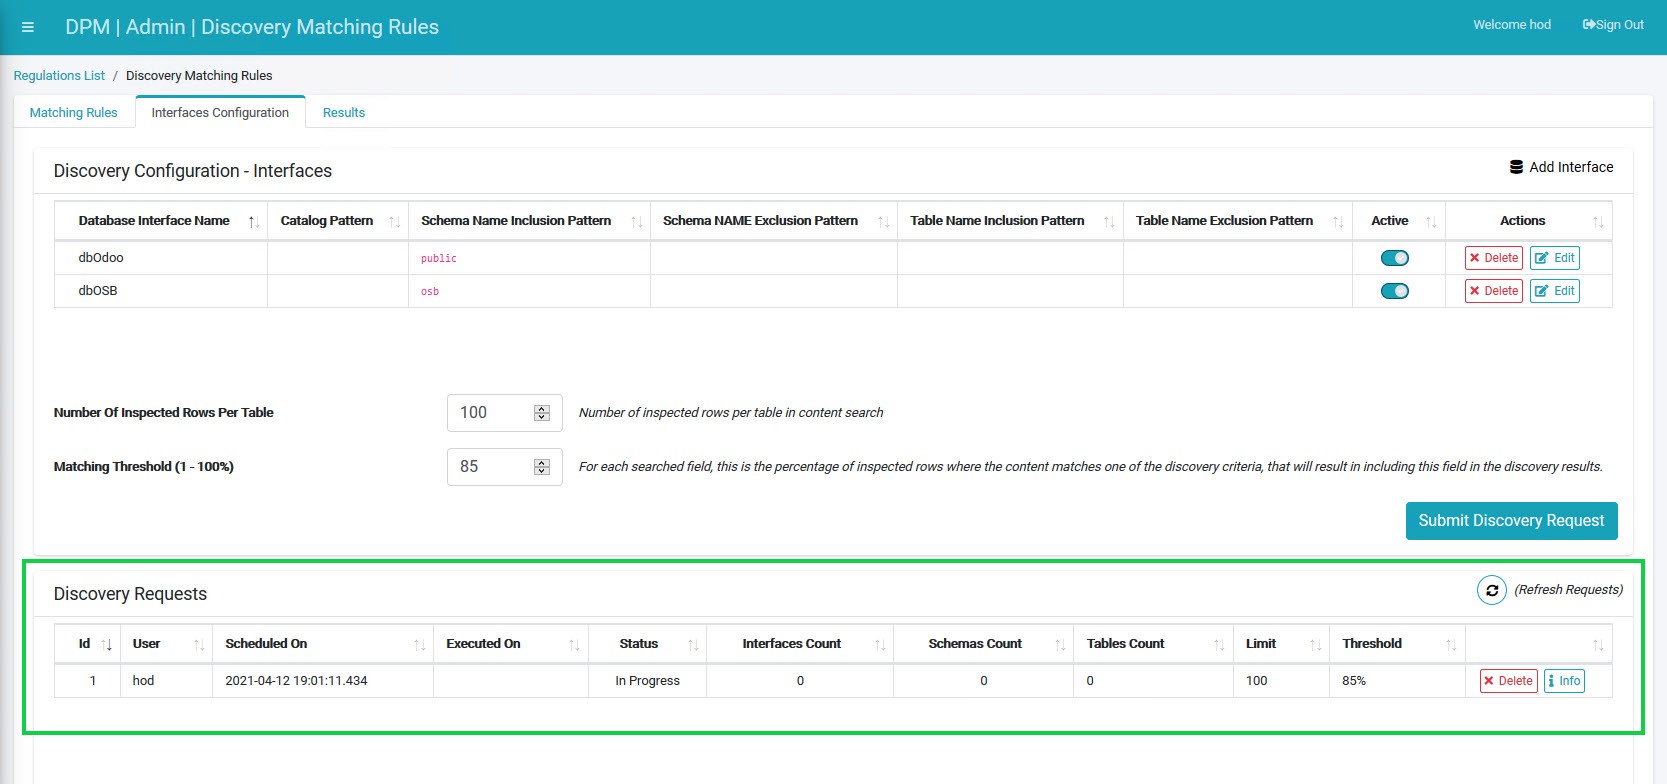 DPM | Admin | Discovery Matching Rules
Welcome hod
Sign Out
Regulations List / Discovery Matching Rules
Matching Rules
Interfaces Configuration
Results
Discovery Configuration - Interfaces
Add Interface
Database Interface Name Catalog Pattern Schema Name Inclusion Pattern Schema NAME Exclusion Pattern Table Name Inclusion Pattern Table Name Exclusion Pattern Active Actions
dbOdoo public Delete Edit
dbOSB osb Delete Edit
Number Of Inspected Rows Per Table 100 Number of inspected rows per table in content search
Matching Threshold (1 - 100%) 85 For each searched field, this is the percentage of inspected rows where the content matches one of the discovery criteria, that will result in including this field in the discovery results.
Submit Discovery Request
Discovery Requests
(Refresh Requests)
Id User Scheduled On Executed On Status Interfaces Count Schemas Count Tables Count Limit Threshold
1 hod 2021-04-12 19:01:11.434 In Progress 0 0 0 100 85% Delete Info